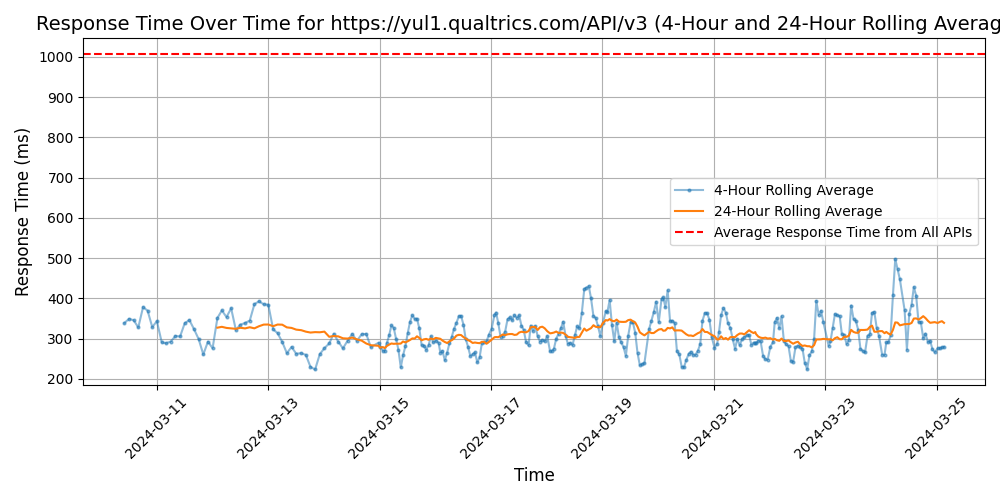 Response Time Over Time for https://yul1.qualtrics.com/API/v3 (4-Hour and 24-Hour Rolling Averag
Response Time (ms)
1000
900
800
700
600
500
400
300
200
4-Hour Rolling Average
24-Hour Rolling Average
Average Response Time from All APIs
2024-03-11
2024-03-13
2024-03-15
2024-03-17
2024-03-19
2024-03-21
2024-03-23
2024-03-25
Time